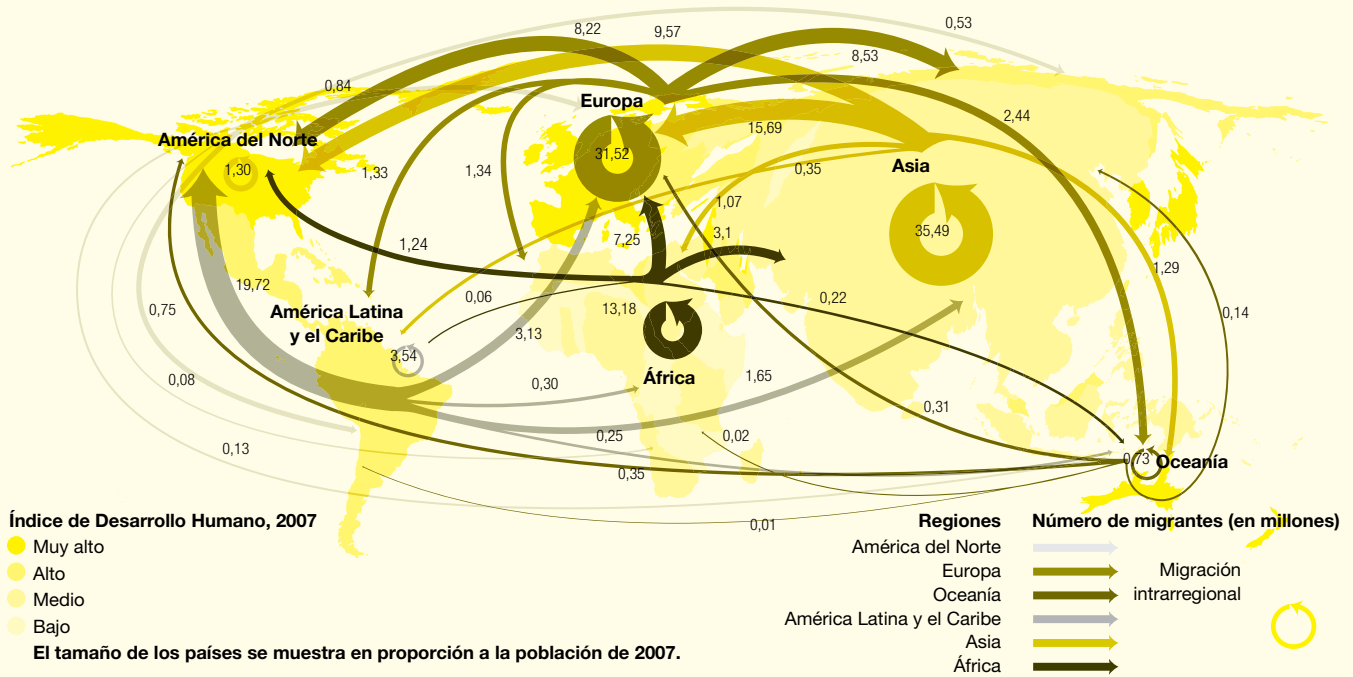 8,22
9,57
0,53
8,53
0,84
Europa
2,44
América del Norte
15,69
31,52
1,30
1,33
1,34
0,35
Asia
1,07
35,49
7,25
3,1
1,24
1,29
19,72
0,06
0,22
0,75
América Latina
y el Caribe
13,18
0,14
3,13
3,54
África
0,08
0,30
1,65
0,31
0,13
0,25
0,02
0,35
0,73
Oceanía
0,01
Índice de Desarrollo Humano, 2007
Muy alto
Alto
Medio
Bajo
El tamaño de los países se muestra en proporción a la población de 2007.
Regiones Número de migrantes (en millones)
América del Norte
Europa
Oceanía
América Latina y el Caribe
Asia
África
Migración
intrarregional